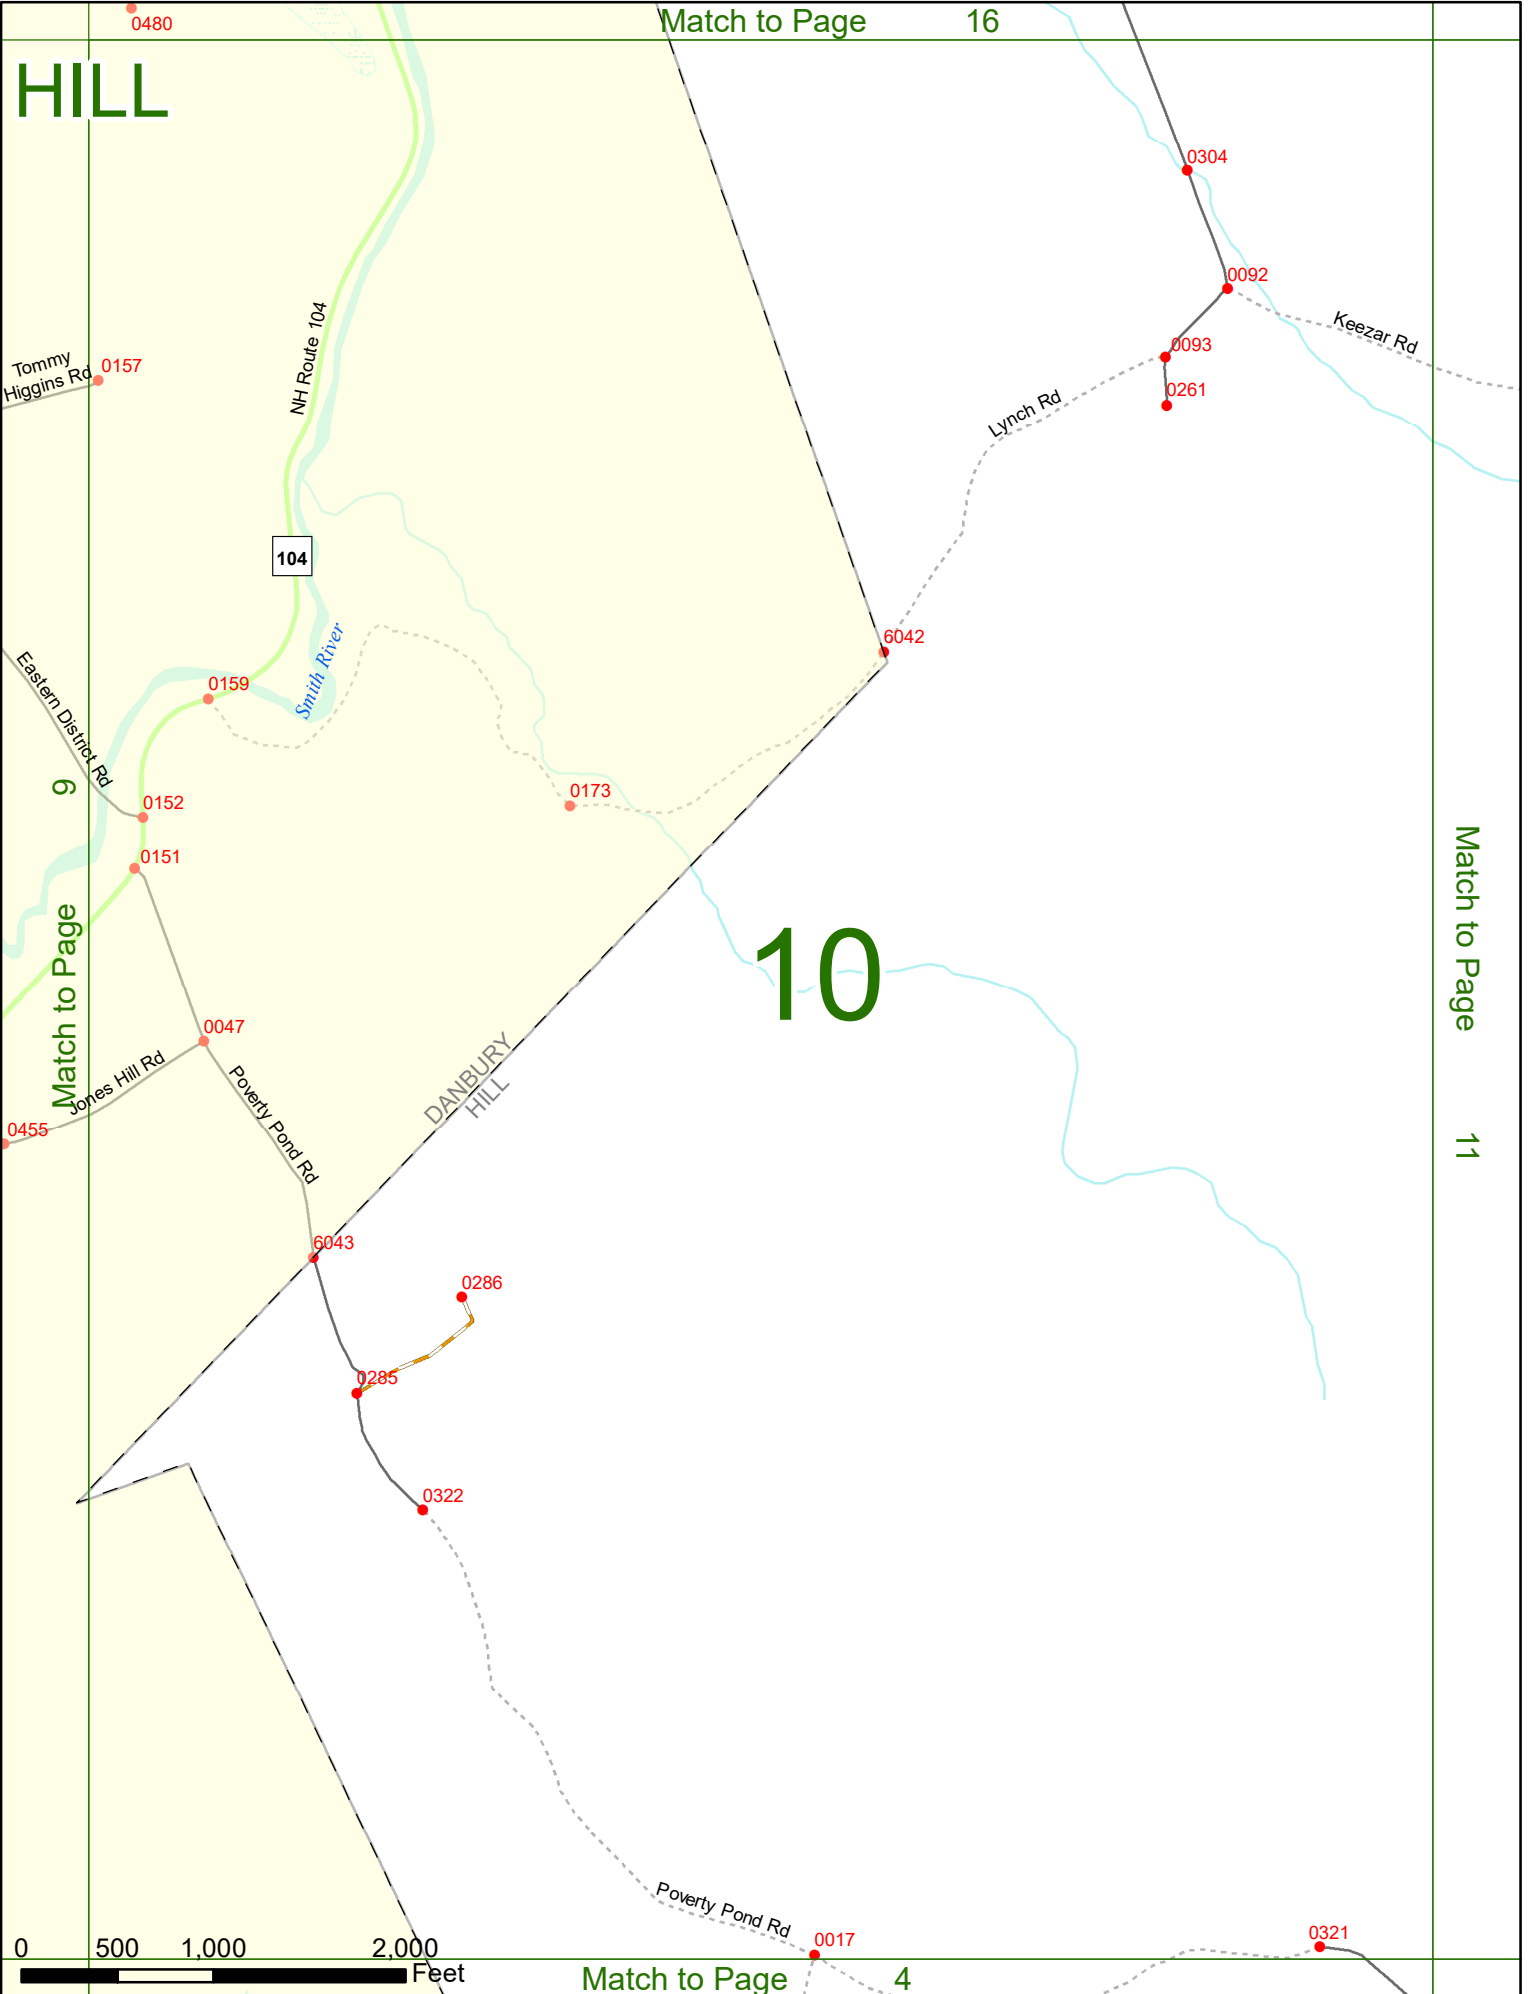 Match to Page 16
0480
HILL
0304
0092
Keezar Rd
0093
NH Route 104
Tommy
Higgins Rd
0157
0261
Lynch Rd
104
6042
Smith River
Eastern District Rd
0159
9
0173
0152
0151
Match to Page
Match to Page
10
0047
Jones Hill Rd
Poverty Pond Rd
DANBURY
HILL
0455
11
6043
0286
0285
0322
Poverty Pond Rd
0017
0321
0 500 1,000 2,000
Feet
Match to Page 4